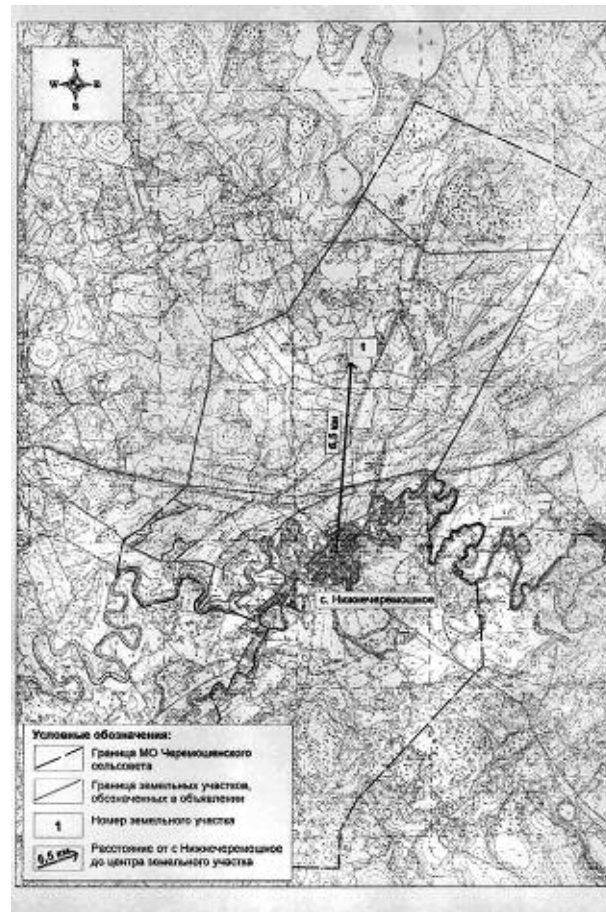 N
W E
S
1
6,5 км
с. Нижнечеремошное
Условные обозначения:
Граница МО Черемошенского
сельсовета
Граница земельных участков,
обозначенных в объявлении
1
Номер земельного участка
6,5 км
Расстояние от с Нижнечеремошное
до центра земельного участка